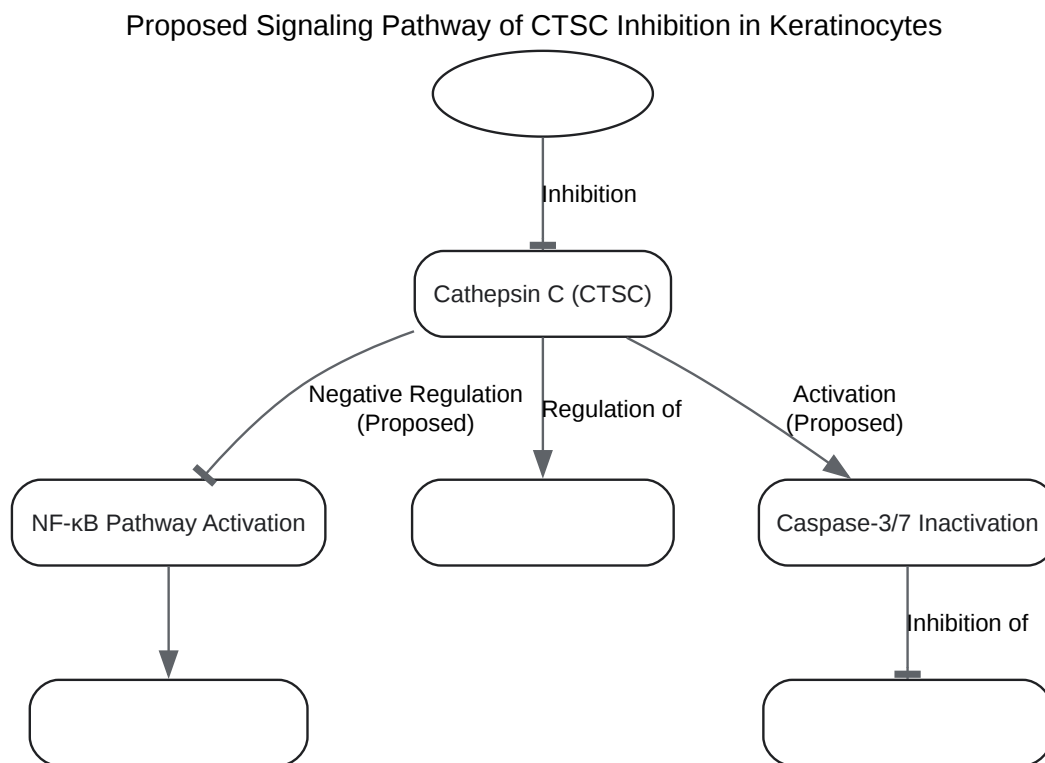 Proposed Signaling Pathway of CTSC Inhibition in Keratinocytes
Inhibition
Cathepsin C (CTSC)
Negative Regulation
(Proposed)
Regulation of
Activation
(Proposed)
NF-κB Pathway Activation
Caspase-3/7 Inactivation
Inhibition of